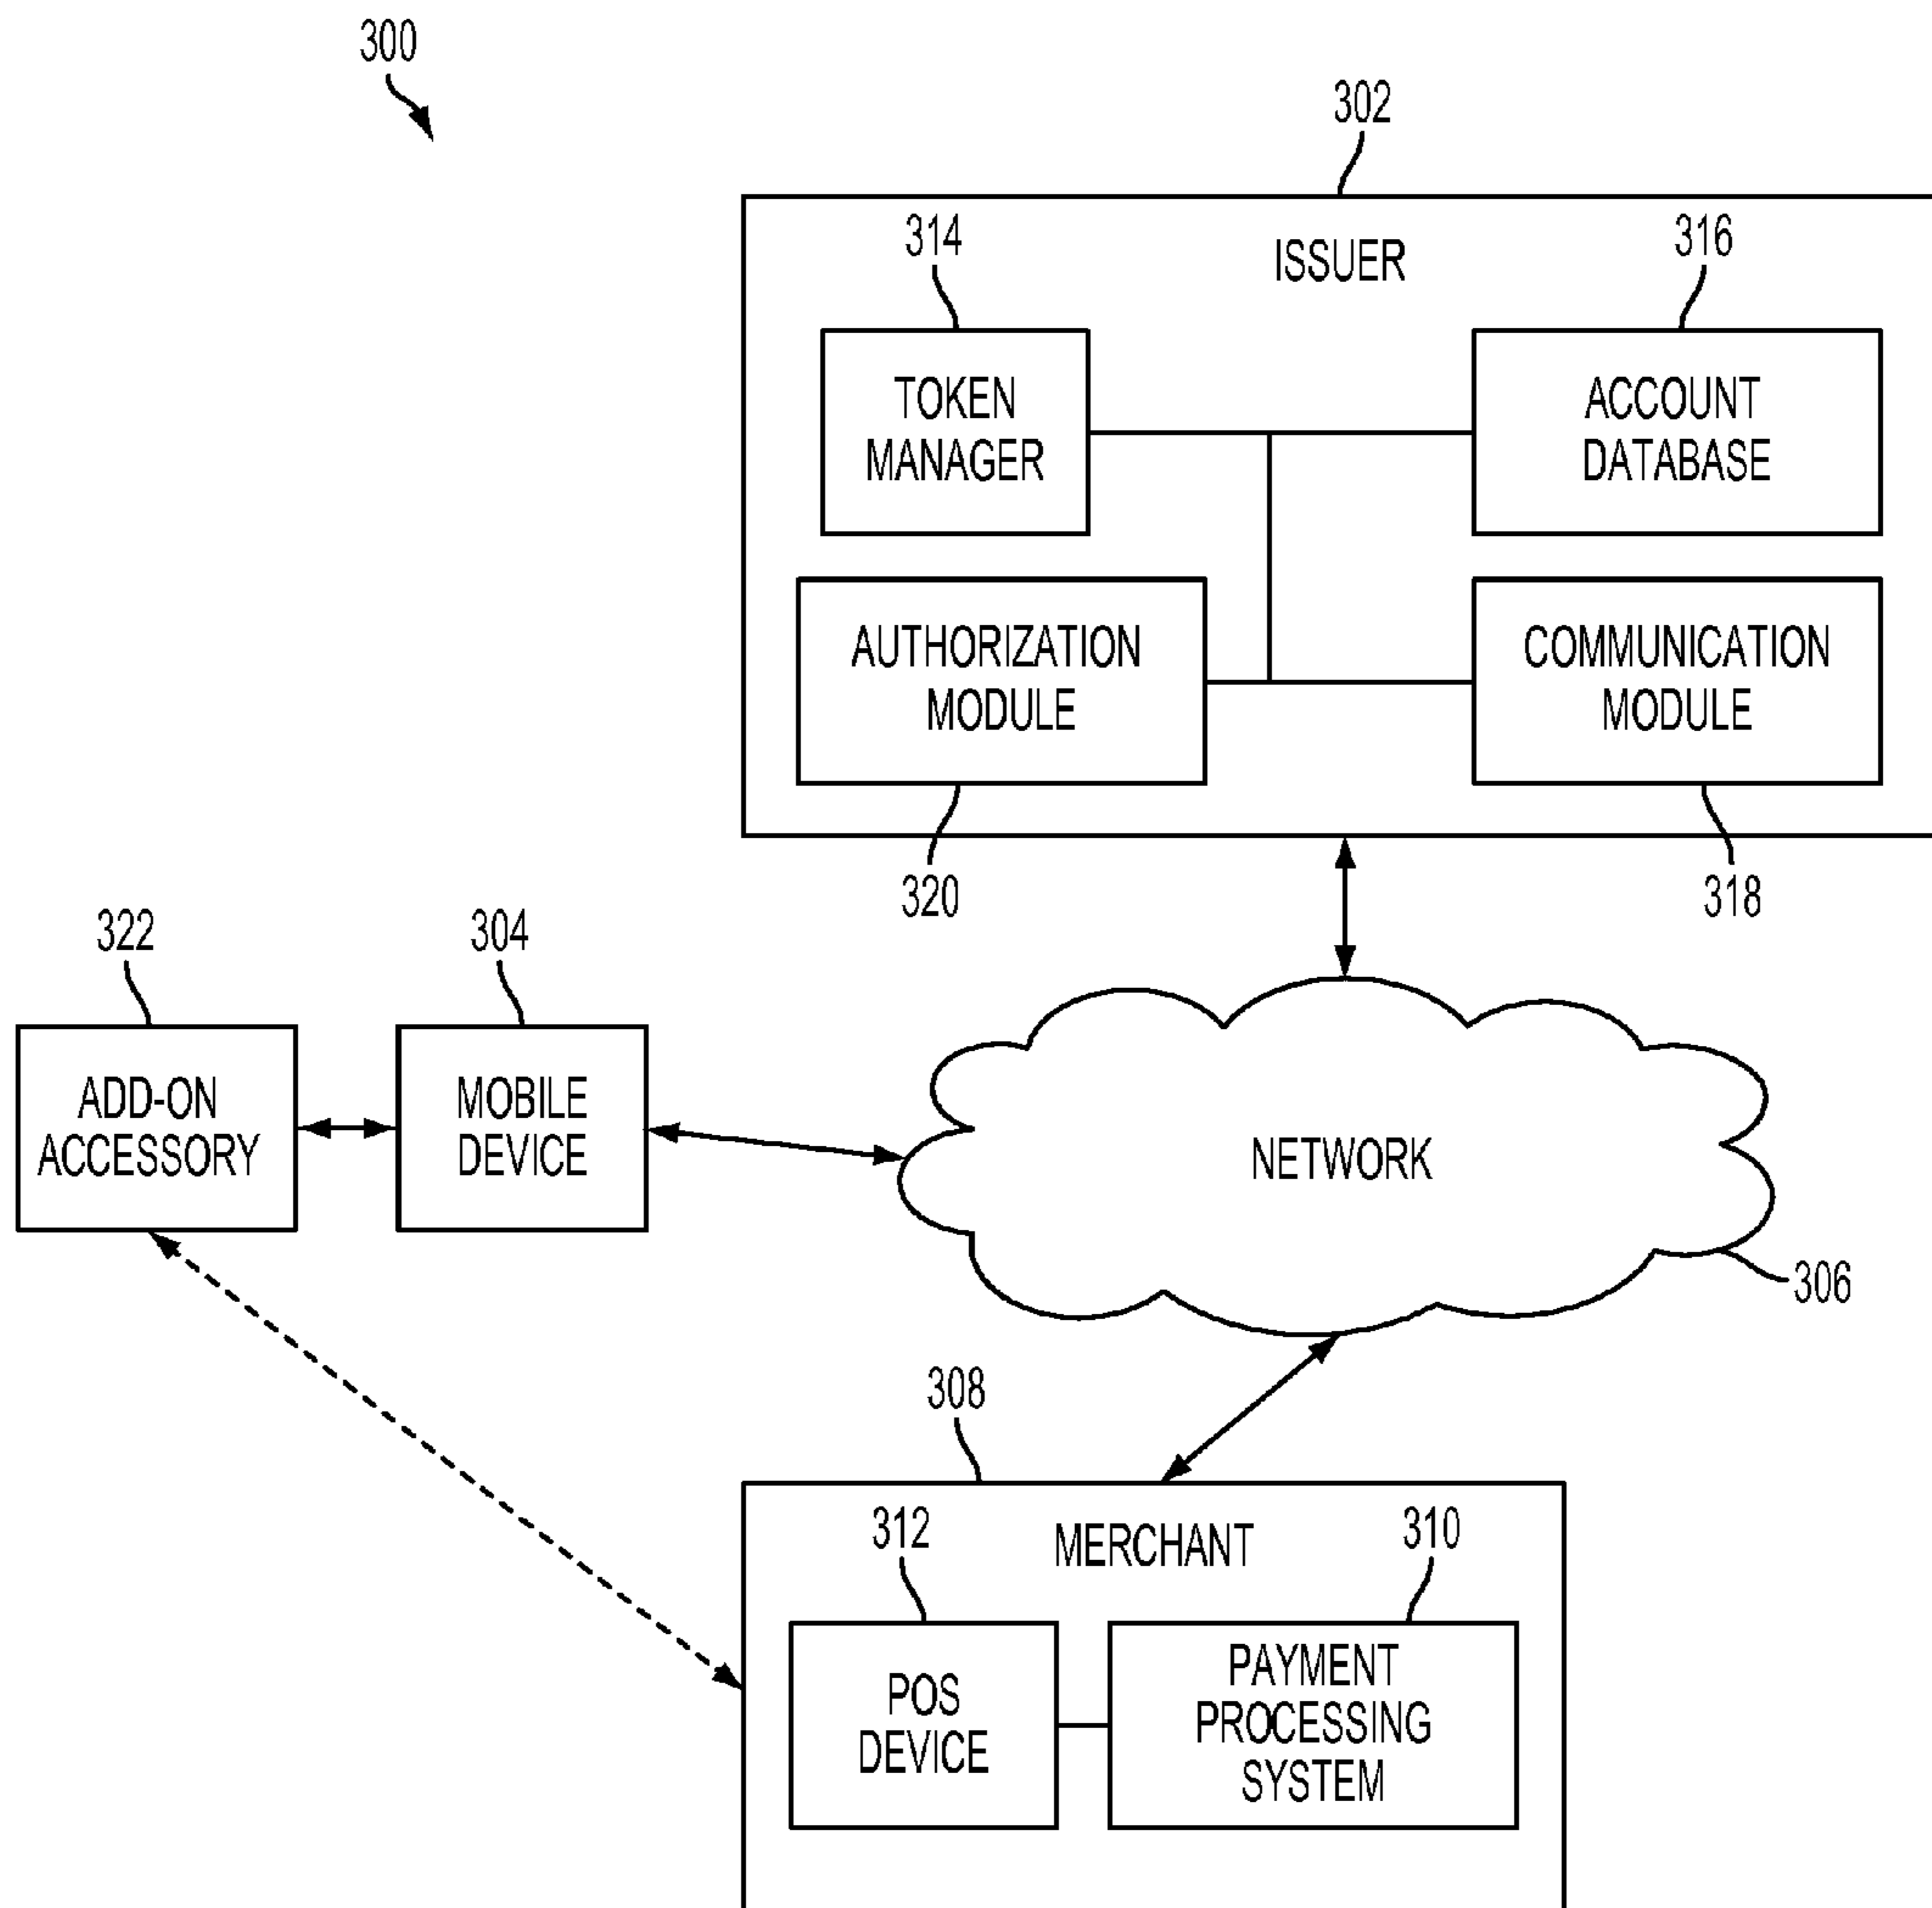 300
302
314
316
ISSUER
TOKEN
MANAGER
ACCOUNT
DATABASE
AUTHORIZATION
MODULE
COMMUNICATION
MODULE
320
318
322
304
ADD-ON
ACCESSORY
MOBILE
DEVICE
NETWORK
306
308
312
310
MERCHANT
POS
DEVICE
PAYMENT
PROCESSING
SYSTEM